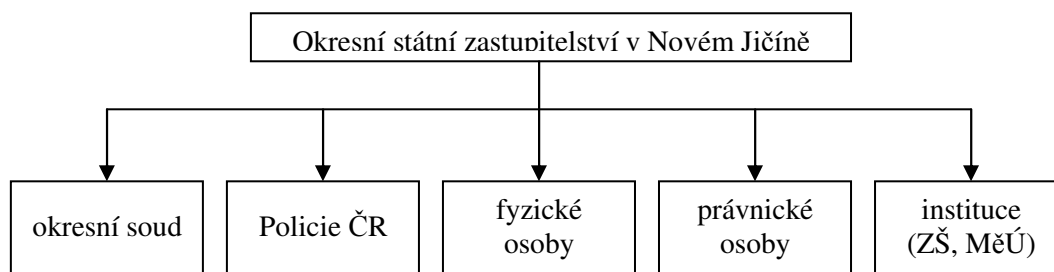 Okresní státní zastupitelství v Novém Jičíně
okresní soud
Policie ČR
fyzické
osoby
právnické
osoby
instituce
(ZŠ, MěÚ)